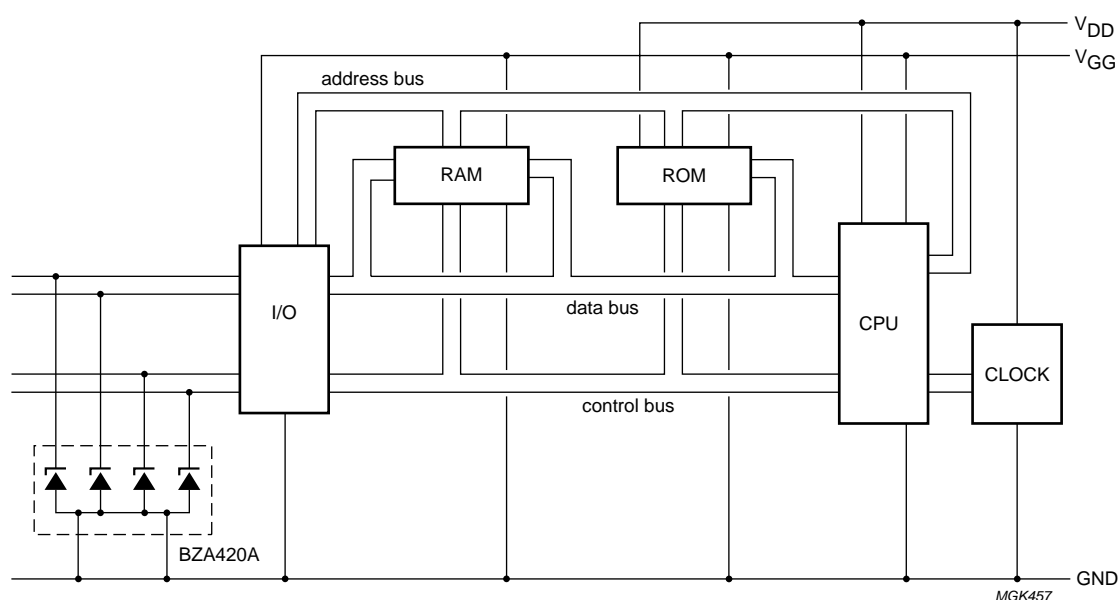 VDD
VGG
address bus
RAM
ROM
I/O
data bus
CPU
CLOCK
control bus
BZA420A
GND
MGK457